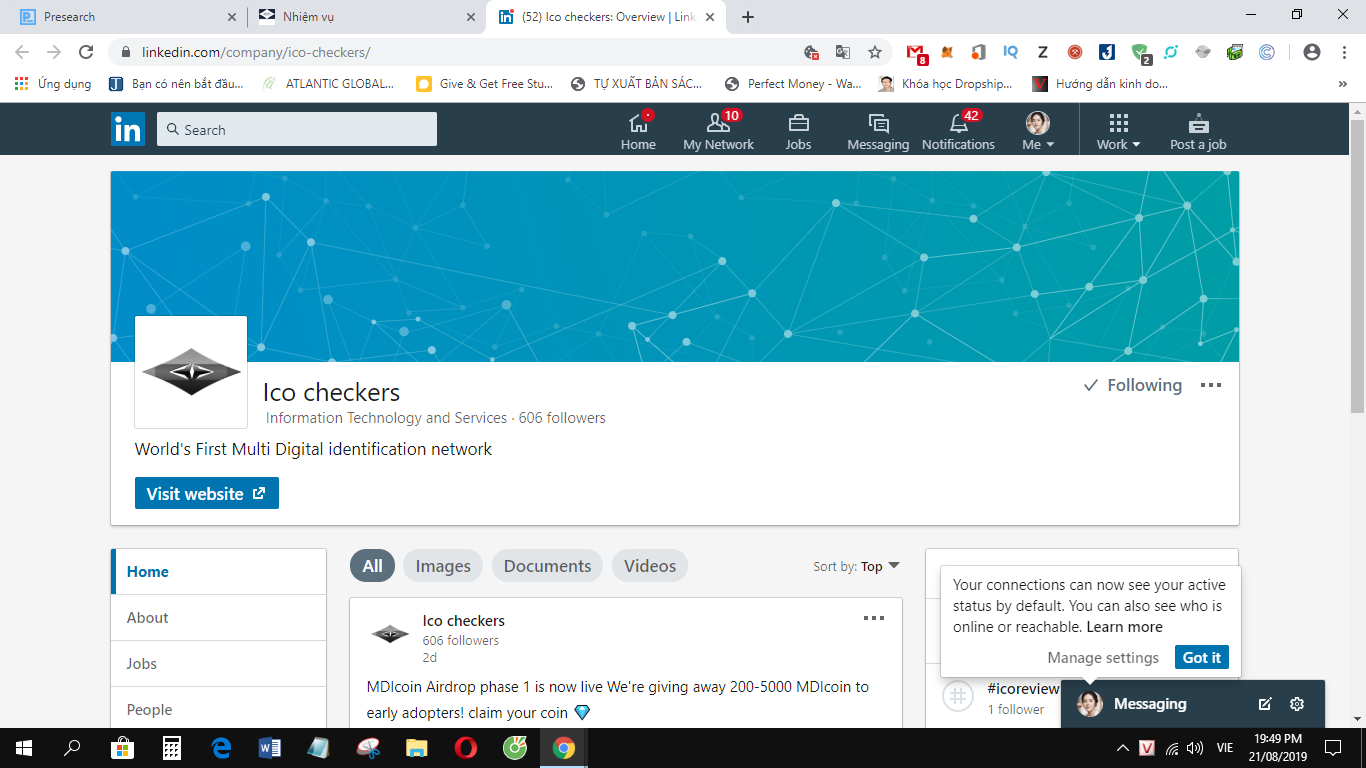 Presearch
Nhiệm vụ
(52) Ico checkers: Overview | Link
linkedin.com/company/ico-checkers/
8
2
Ứng dụng
Bạn có nên bắt đầu...
ATLANTIC GLOBAL...
Give & Get Free Stu...
TỰ XUẤT BẢN SÁC...
Perfect Money - Wa...
Khóa học Dropship...
Hướng dẫn kinh do...
in
Search
Home
10
My Network
Jobs
Messaging
42
Notifications
Me
Work
Post a job
Ico checkers
Information Technology and Services · 606 followers
World's First Multi Digital identification network
Following
Visit website
Home
About
Jobs
People
All
Images
Documents
Videos
Sort by: Top
Ico checkers
606 followers
2d
MDIcoin Airdrop phase 1 is now live We're giving away 200-5000 MDIcoin to
early adopters! claim your coin 💎
Your connections can now see your active
status by default. You can also see who is
online or reachable. Learn more
Manage settings
Got it
#icoreview
1 follower
Messaging
VIE
19:49 PM
21/08/2019